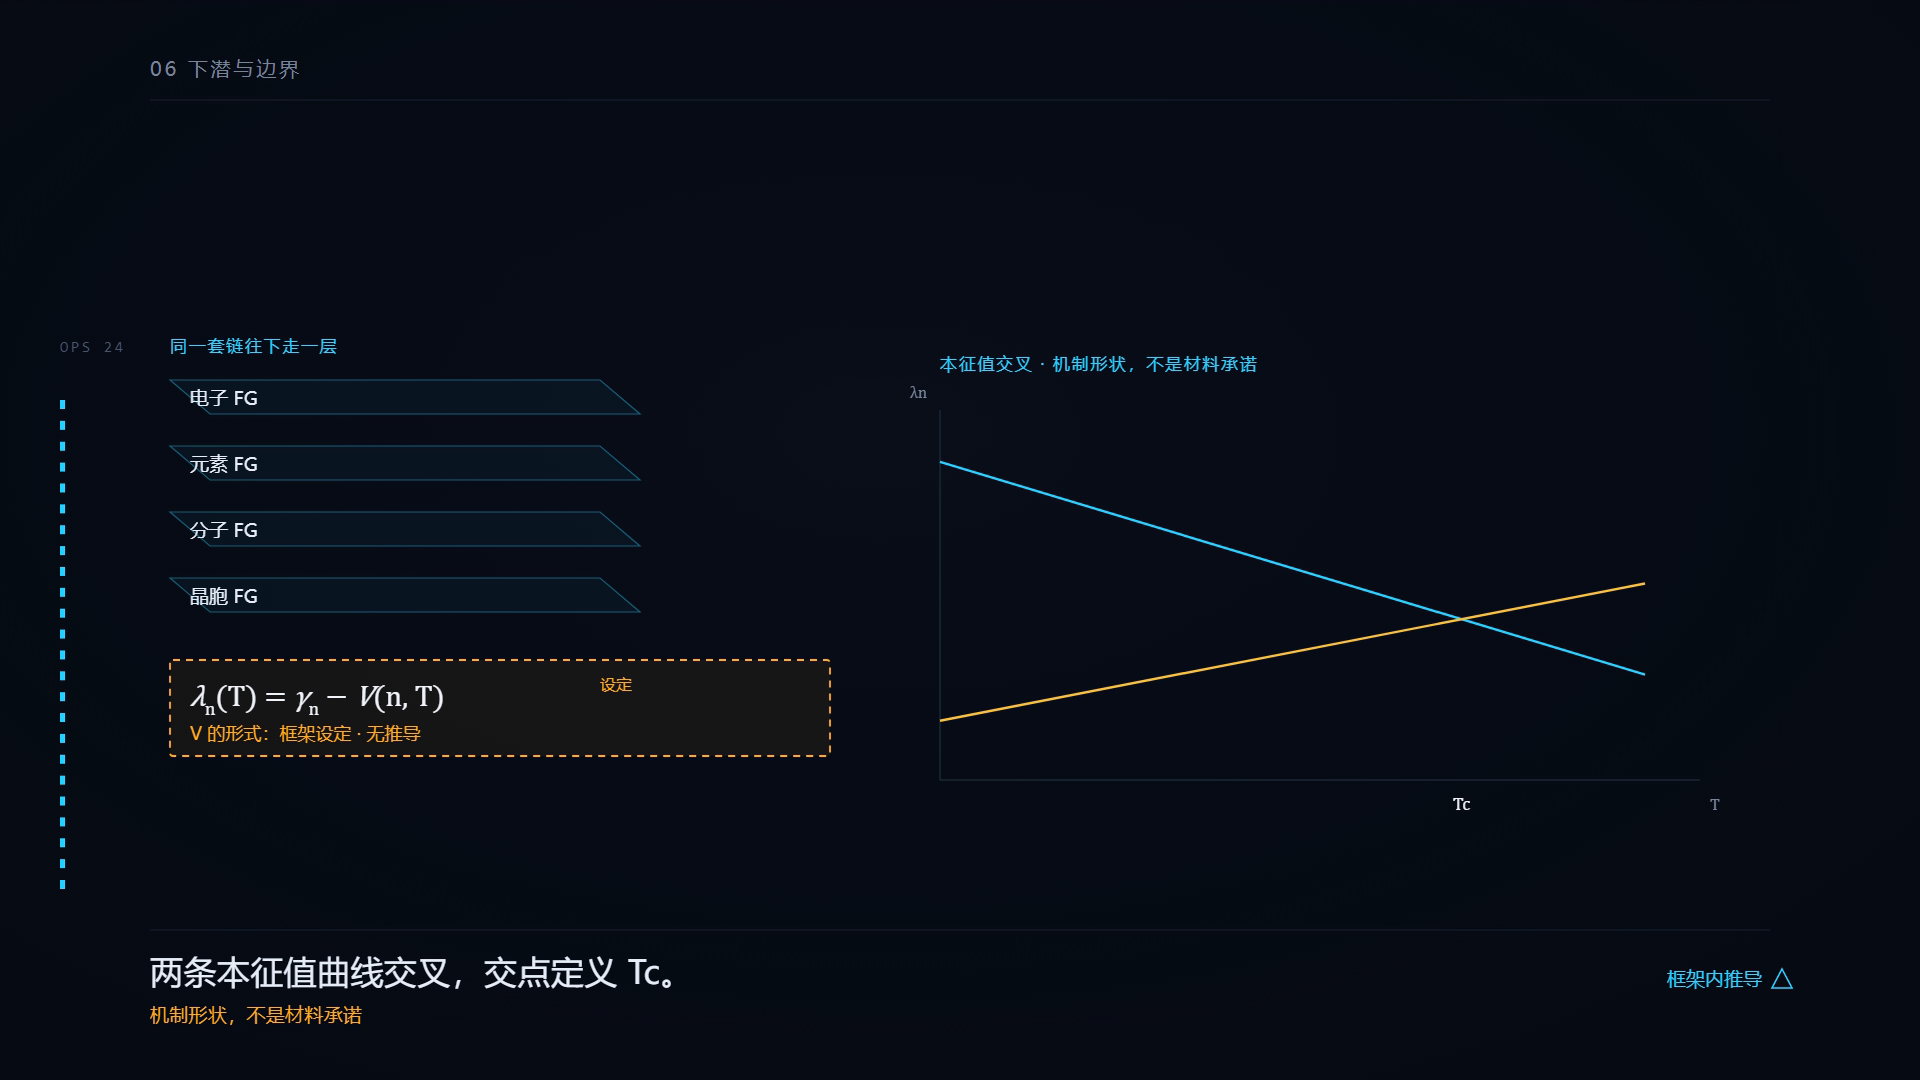 06 下潜与边界
OPS 24
同一套链往下走一层
电子 FG
元素 FG
分子 FG
晶胞 FG
λn(T) = γn − V(n, T)
设定
V 的形式：框架设定 · 无推导
本征值交叉 · 机制形状，不是材料承诺
λn
Tc
T
两条本征值曲线交叉，交点定义 Tc。
机制形状，不是材料承诺
框架内推导 △